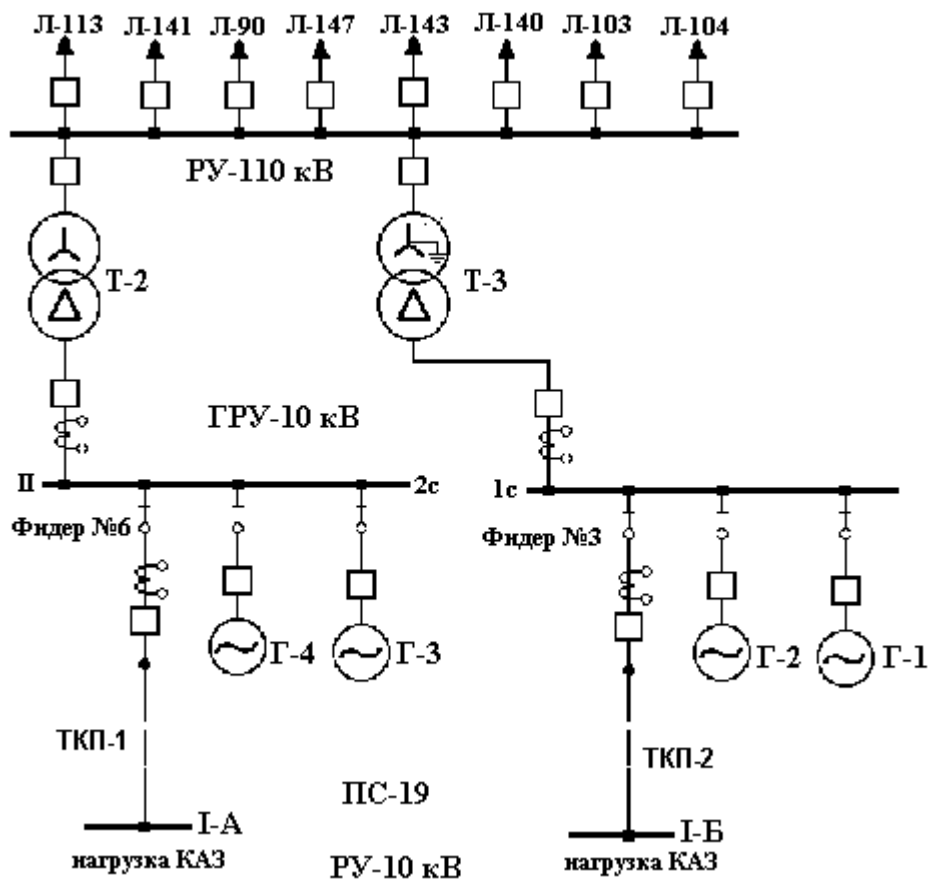 Л-113 Л-141 Л-90 Л-147 Л-143 Л-140 Л-103 Л-104
РУ-110 кВ
Т-2
Т-3
ГРУ-10 кВ
II
2с
1с
Фидер №6
Фидер №3
Г-4
Г-3
Г-2
Г-1
ТКП-1
ТКП-2
ПС-19
I-А
I-Б
нагрузка КАЗ
нагрузка КАЗ
РУ-10 кВ